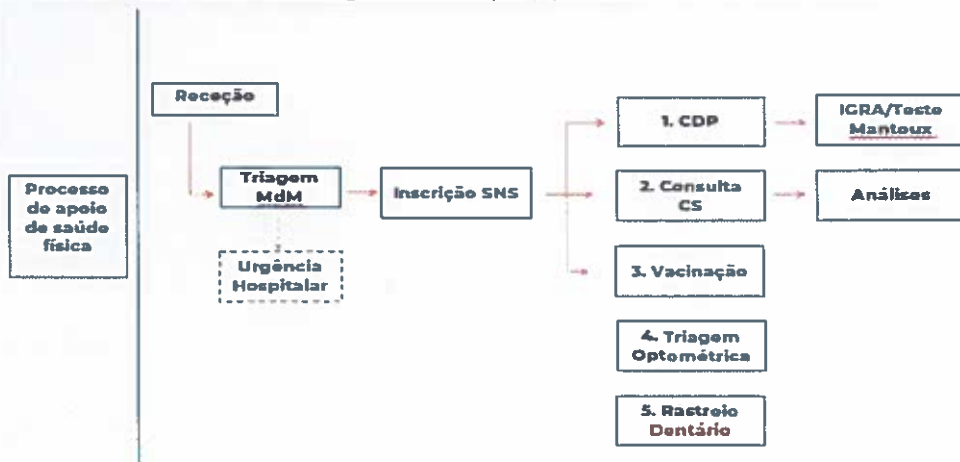 Processo
de apoio
de saúde
física
Receção
Triagem
MdM
Urgência
Hospitalar
Inscrição SNS
1. CDP
IGRA/Teste
Mantoux
2. Consulta
CS
Análises
3. Vacinação
4. Triagem
Optométrica
5. Rastreio
Dentário